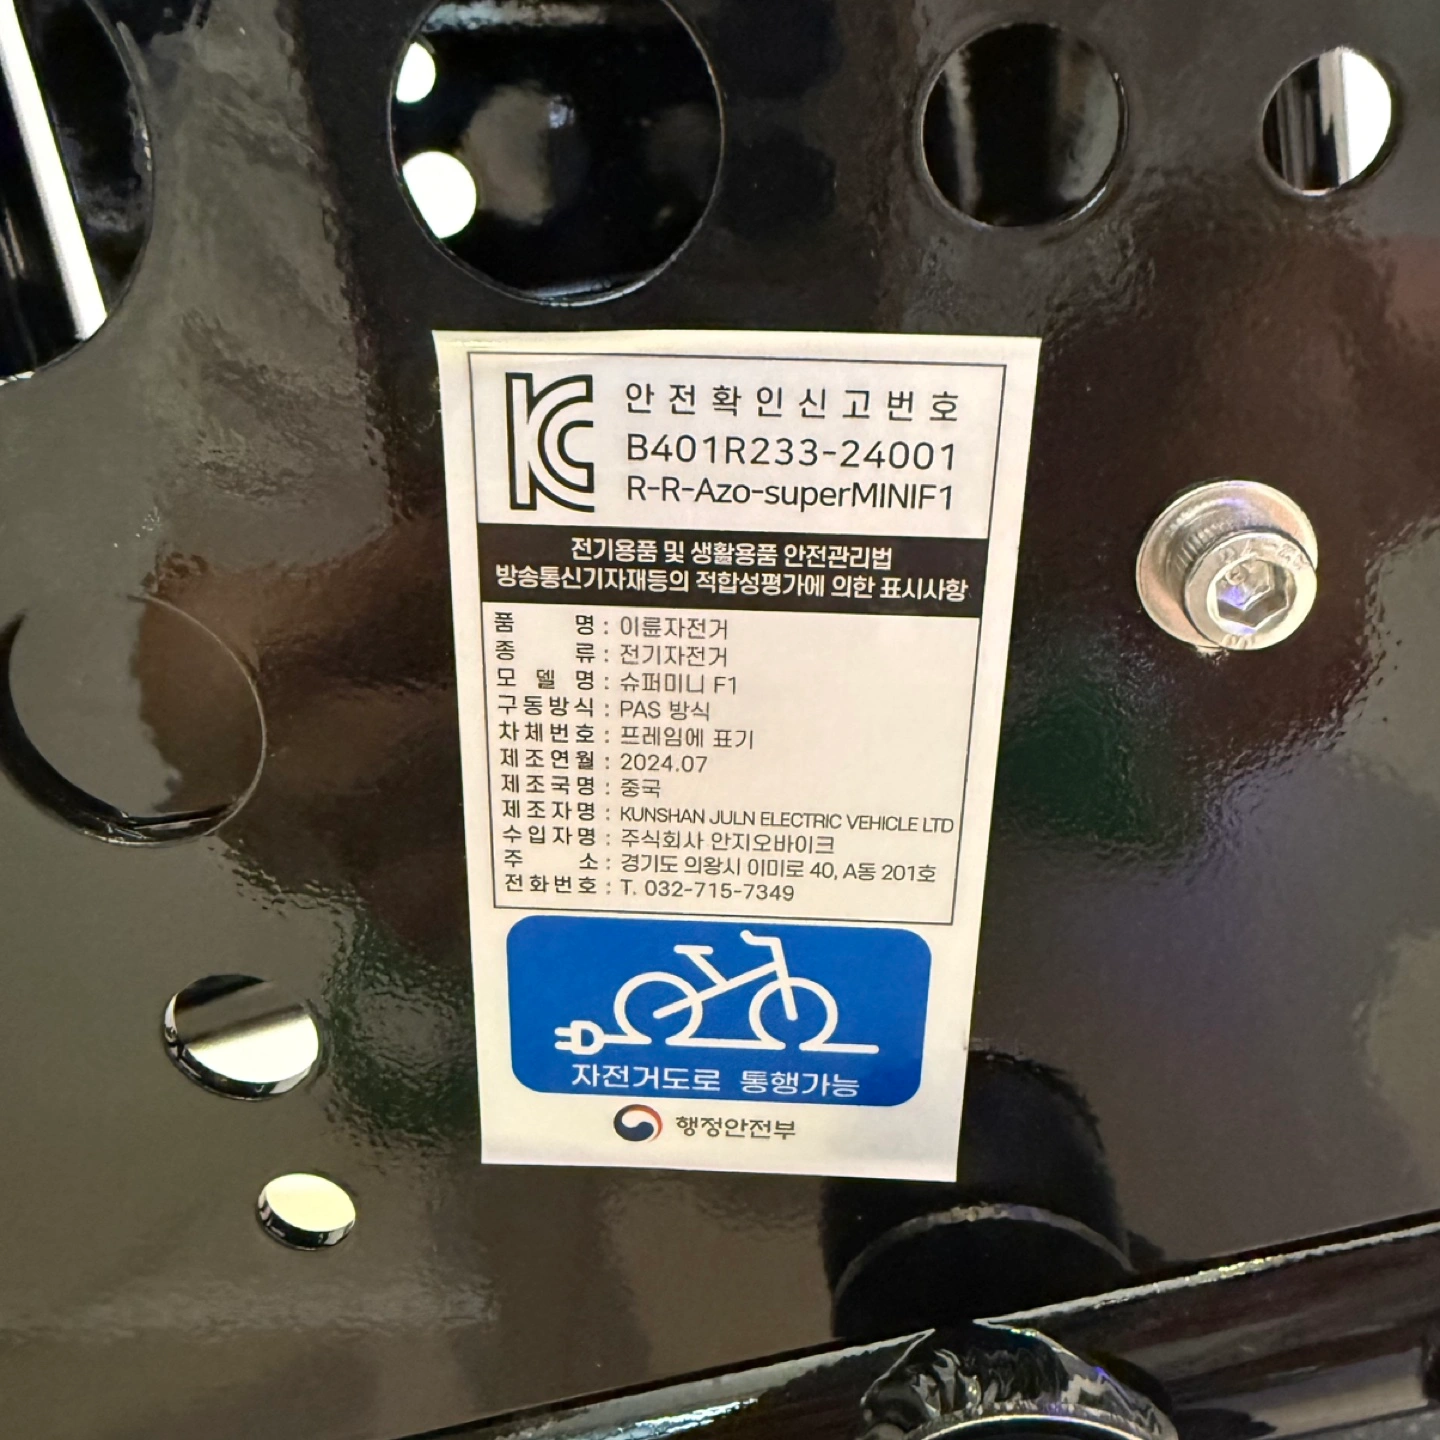 KC
안전확인신고번호
B401R233-24001
R-R-Azo-superMINIF1
전기용품 및 생활용품 안전관리법
방송통신기자재등의 적합성평가에 의한 표시사항
품 명 : 이륜자전거
종 류 : 전기자전거
모 델 명 : 슈퍼미니 F1
구동방식 : PAS 방식
차체번호 : 프레임에 표기
제조연월 : 2024.07
제조국명 : 중국
제조자명 : KUNSHAN JULN ELECTRIC VEHICLE LTD
수입자명 : 주식회사 안지오바이크
주 소 : 경기도 의왕시 이미로 40, A동 201호
전화번호 : T. 032-715-7349
자전거도로 통행가능
행정안전부